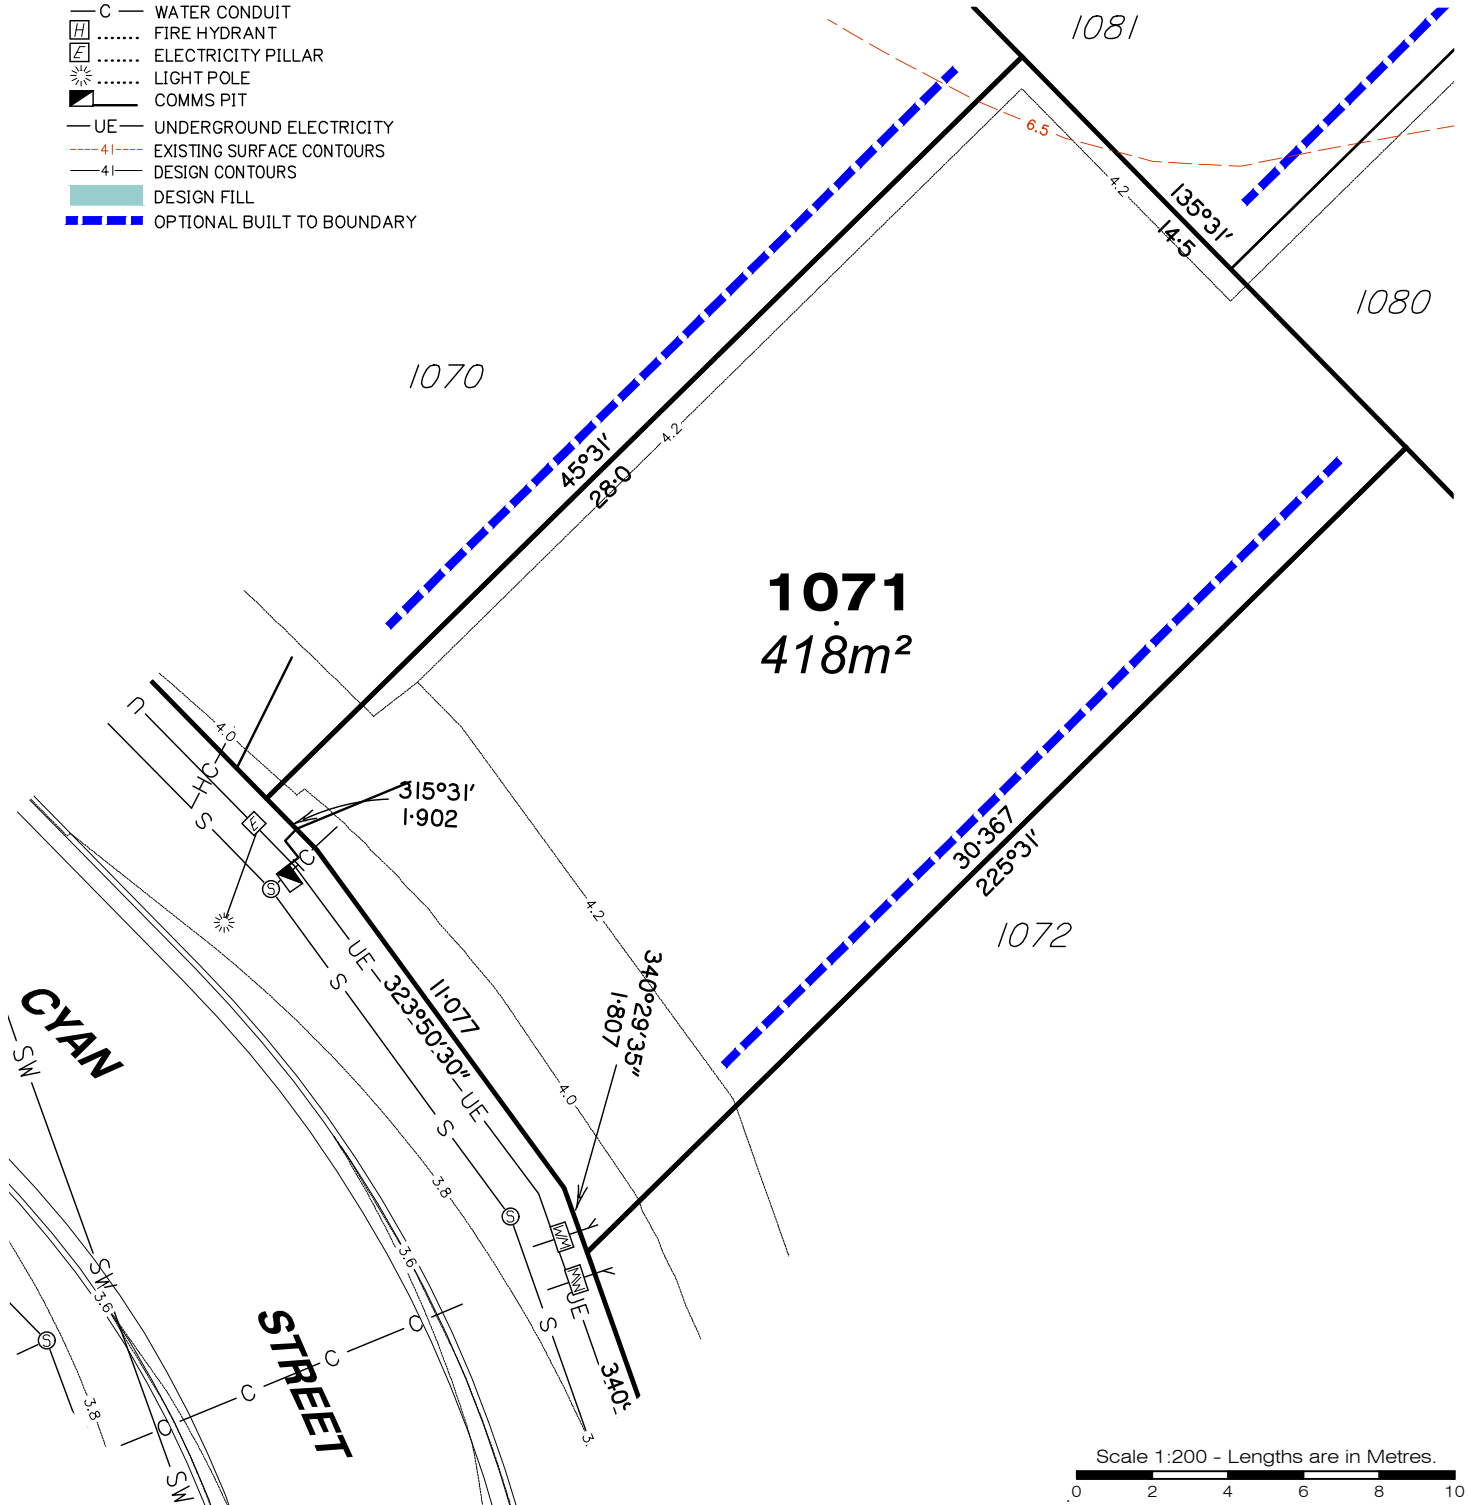 C WATER CONDUIT
H ....... FIRE HYDRANT
E ....... ELECTRICITY PILLAR
....... LIGHT POLE
COMMS PIT
UE UNDERGROUND ELECTRICITY
41 EXISTING SURFACE CONTOURS
41 DESIGN CONTOURS
DESIGN FILL
OPTIONAL BUILT TO BOUNDARY
1081
6.5
4.2
135°31'
14·5
1080
1070
4.2
45°31'
28·0
1071
418m²
4.0
C
E
S
315°31'
1·902
C
S
UE
S
11·077
323°50'30"
UE
S
4.2
340°29'35"
1·807
30·367
225°31'
1072
4.0
3.8
3.6
CYAN
STREET
SW
SW
3.6
S
S
WM
WM
UE
S
340°
C
C
3.8
SW
3.
Scale 1:200 - Lengths are in Metres.
0 2 4 6 8 10